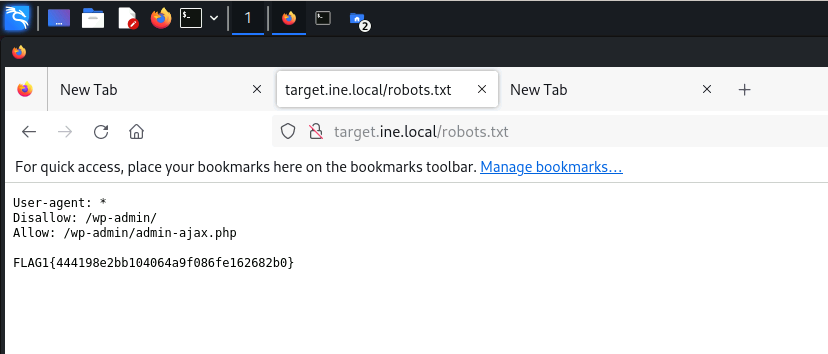 1
2
New Tab
target.ine.local/robots.txt
New Tab
target.ine.local/robots.txt
For quick access, place your bookmarks here on the bookmarks toolbar. Manage bookmarks…
User-agent: *
Disallow: /wp-admin/
Allow: /wp-admin/admin-ajax.php
FLAG1{444198e2bb104064a9f086fe162682b0}